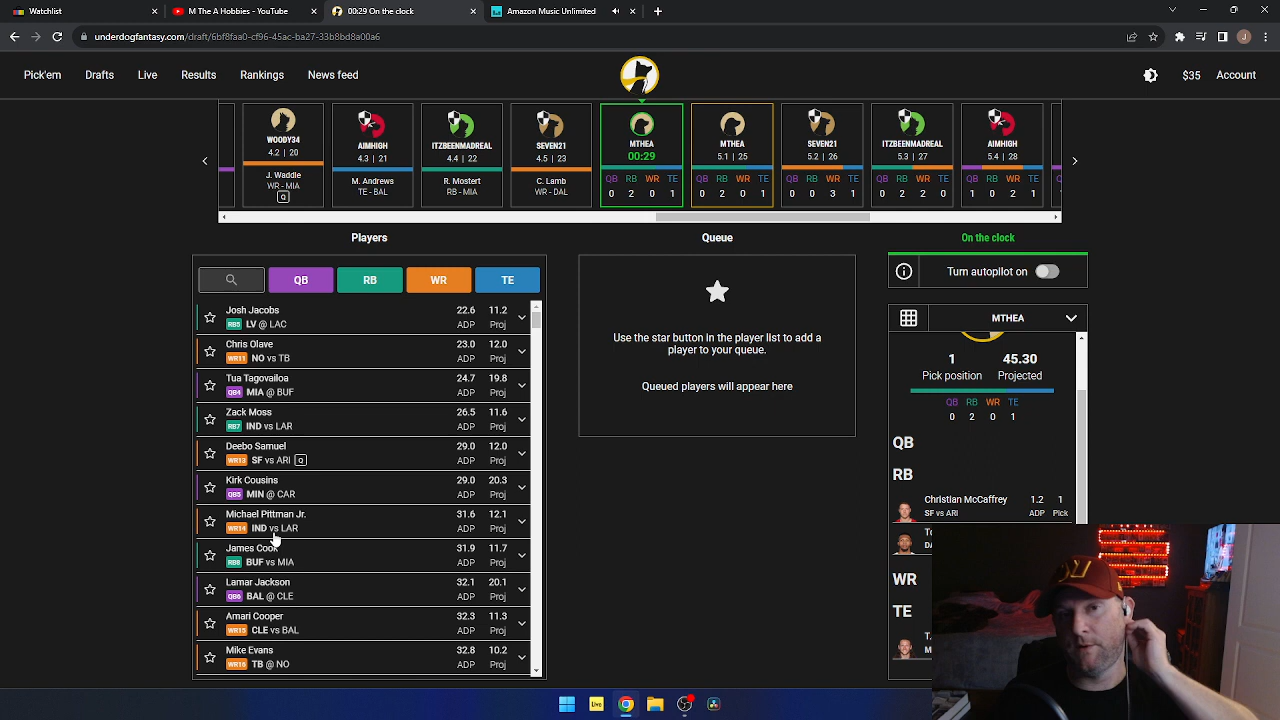 Watchlist
M The A Hobbies - YouTube
00:29 On the clock
Amazon Music Unlimited
underdogfantasy.com/draft/6bf8faa0-cf96-45ac-ba27-33b8bd8a00a6
J
Pick'em Drafts Live Results Rankings News feed
$35 Account
WOODY34
4.2 | 20
J. Waddle
WR - MIA
Q
AIMHIGH
4.3 | 21
M. Andrews
TE - BAL
ITZBEENMADREAL
4.4 | 22
R. Mostert
RB - MIA
SEVEN21
4.5 | 23
C. Lamb
WR - DAL
MTHEA
00:29
QB RB WR TE
0 2 0 1
MTHEA
5.1 | 25
QB RB WR TE
0 2 0 1
SEVEN21
5.2 | 26
QB RB WR TE
0 0 3 1
ITZBEENMADREAL
5.3 | 27
QB RB WR TE
0 2 2 0
AIMHIGH
5.4 | 28
QB RB WR TE
1 0 2 1
Players
QB RB WR TE
Josh Jacobs 22.6 11.2
RB5 LV @ LAC ADP Proj
Chris Olave 23.0 12.0
WR11 NO vs TB ADP Proj
Tua Tagovailoa 24.7 19.8
QB4 MIA @ BUF ADP Proj
Zack Moss 26.5 11.6
RB7 IND vs LAR ADP Proj
Deebo Samuel 29.0 12.0
WR13 SF vs ARI Q ADP Proj
Kirk Cousins 29.0 20.3
QB5 MIN @ CAR ADP Proj
Michael Pittman Jr. 31.6 12.1
WR14 IND vs LAR ADP Proj
James Cook 31.9 11.7
RB8 BUF vs MIA ADP Proj
Lamar Jackson 32.1 20.1
QB6 BAL @ CLE ADP Proj
Amari Cooper 32.3 11.3
WR15 CLE vs BAL ADP Proj
Mike Evans 32.8 10.2
WR16 TB @ NO ADP Proj
Queue
Use the star button in the player list to add a
player to your queue.
Queued players will appear here
On the clock
Turn autopilot on
MTHEA
1 45.30
Pick position Projected
QB RB WR TE
0 2 0 1
QB
RB
Christian McCaffrey 1.2 1
SF vs ARI ADP Pick
WR
TE
Live